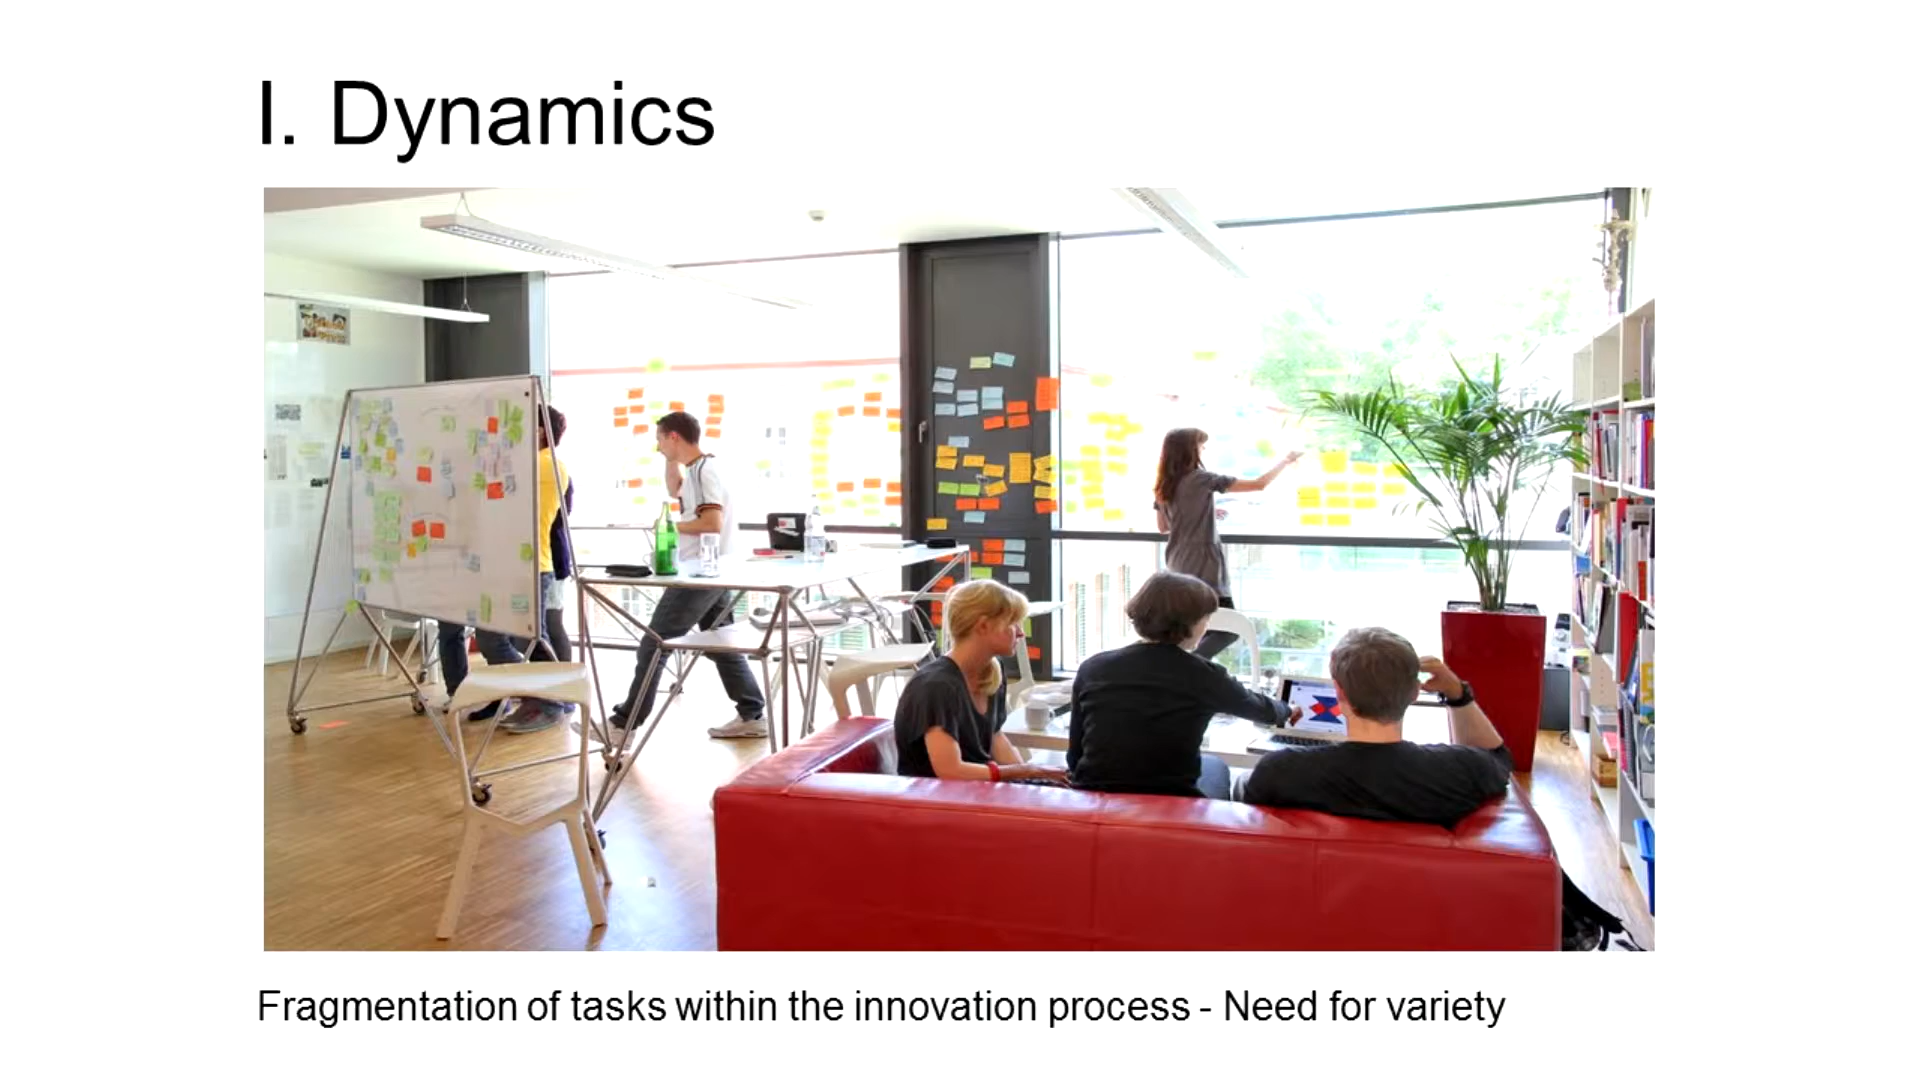 I. Dynamics
Fragmentation of tasks within the innovation process - Need for variety